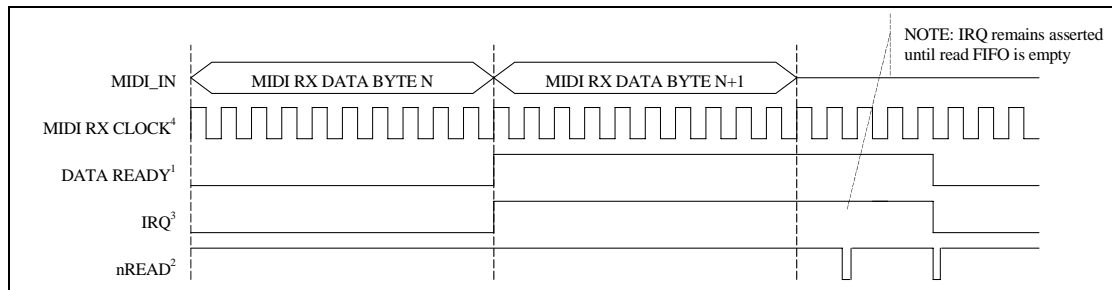 NOTE: IRQ remains asserted
until read FIFO is empty
MIDI_IN
MIDI RX DATA BYTE N
MIDI RX DATA BYTE N+1
MIDI RX CLOCK⁴
DATA READY¹
IRQ³
nREAD²